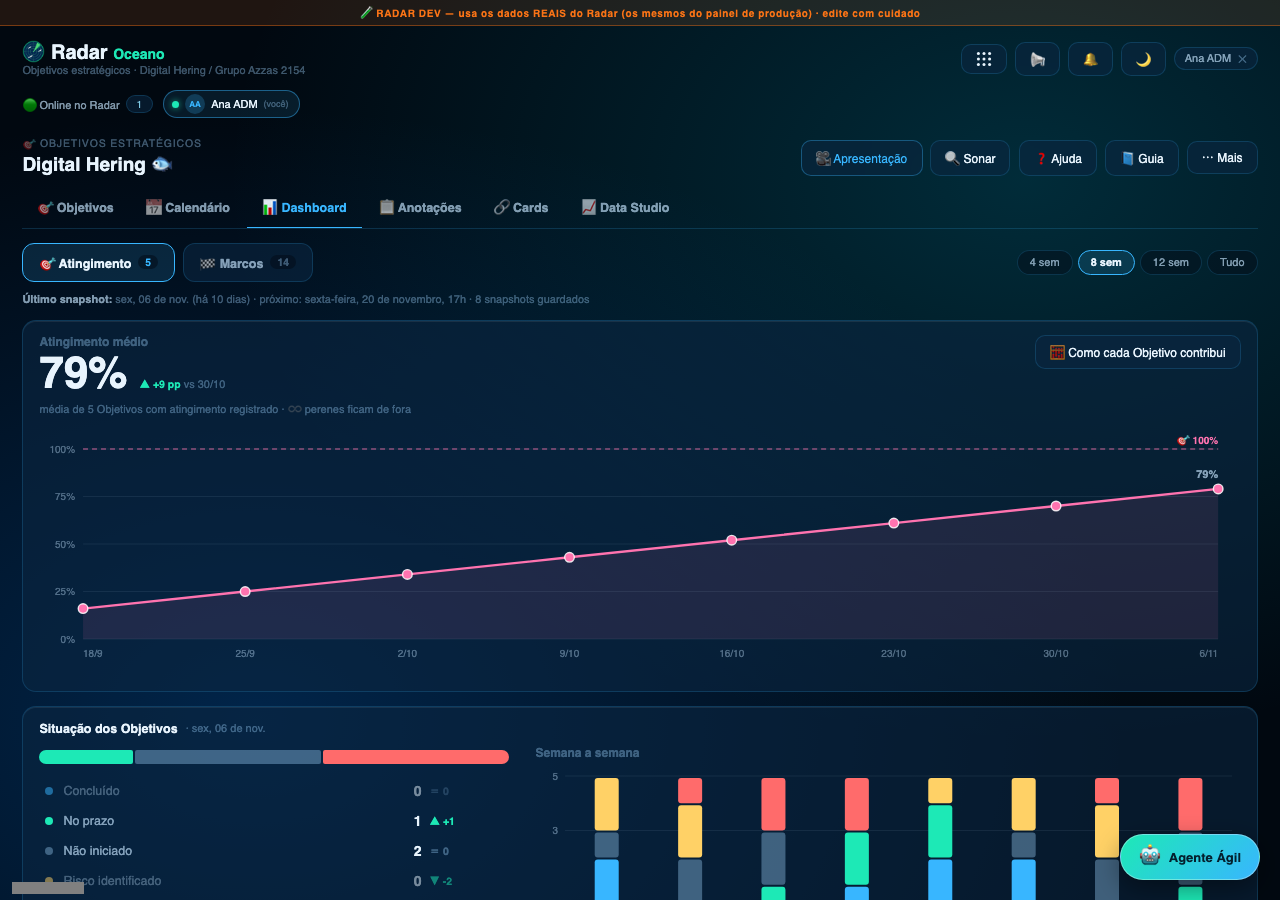 RADAR DEV — usa os dados REAIS do Radar (os mesmos do painel de produção) · edite com cuidado
Radar Oceano
Objetivos estratégicos · Digital Hering / Grupo Azzas 2154
Ana ADM ×
Online no Radar 1
AA Ana ADM (você)
OBJETIVOS ESTRATÉGICOS
Digital Hering
Apresentação
Sonar
Ajuda
Guia
··· Mais
Objetivos
Calendário
Dashboard
Anotações
Cards
Data Studio
Atingimento 5
Marcos 14
4 sem
8 sem
12 sem
Tudo
Último snapshot: sex, 06 de nov. (há 10 dias) · próximo: sexta-feira, 20 de novembro, 17h · 8 snapshots guardados
Atingimento médio
79% ▲ +9 pp vs 30/10
Como cada Objetivo contribui
média de 5 Objetivos com atingimento registrado · ∞ perenes ficam de fora
100%
100%
79%
75%
50%
25%
0%
18/9
25/9
2/10
9/10
16/10
23/10
30/10
6/11
Situação dos Objetivos · sex, 06 de nov.
Concluído 0 = 0
No prazo 1 ▲ +1
Não iniciado 2 = 0
Risco identificado 0 ▼ -2
Semana a semana
5
3
Agente Ágil